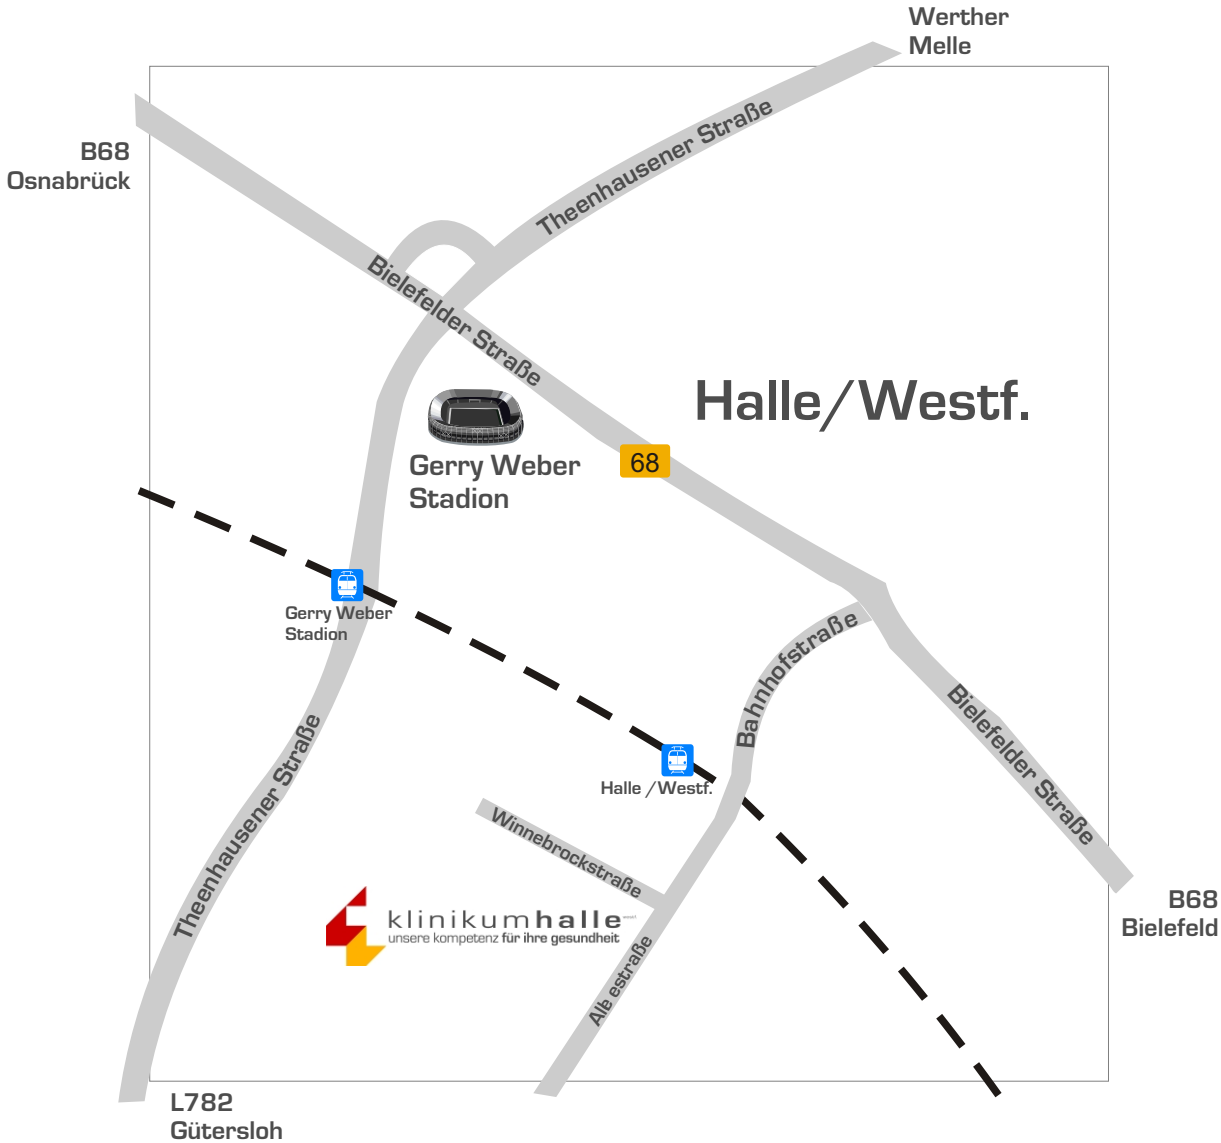 Werther
Melle
Theenhausener Straße
B68
Osnabrück
Bielefelder Straße
Halle/Westf.
68
Gerry Weber
Stadion
Gerry Weber
Stadion
Bahnhofstraße
Bielefelder Straße
Theenhausener Straße
Halle /Westf.
Winnebrockstraße
klinikumhalle
unsere kompetenz für ihre gesundheit
B68
Bielefeld
L782
Gütersloh